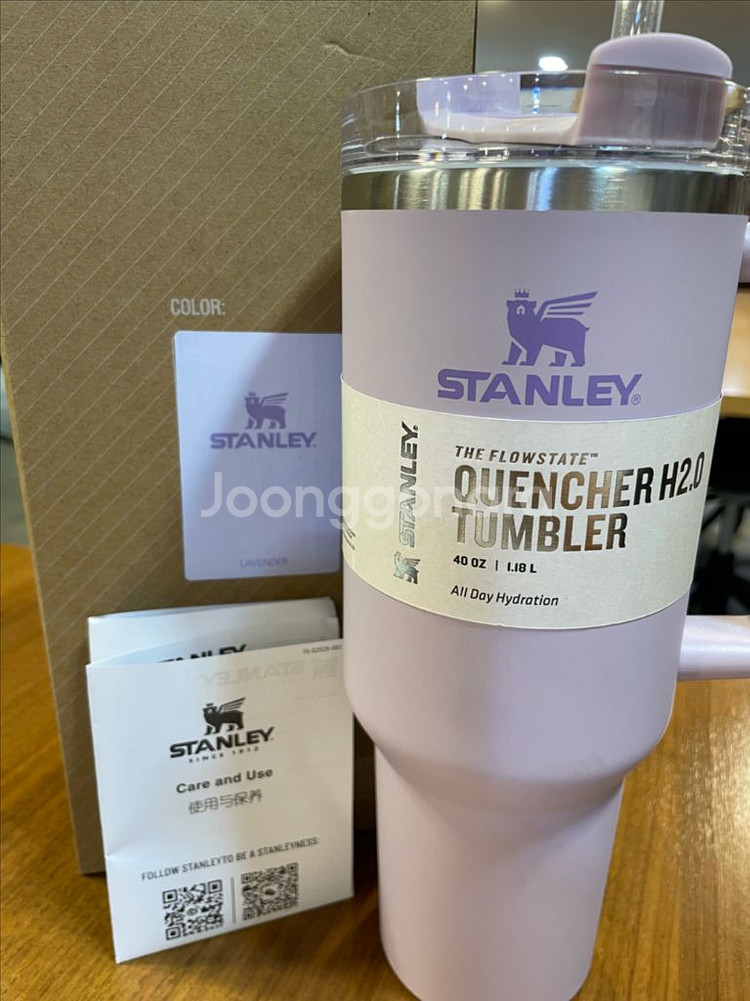 COLOR:
STANLEY
LAVENDER
Joonggonara
STANLEY®
STANLEY®
THE FLOWSTATE™
QUENCHER H2.0
TUMBLER
40 OZ | 1.18 L
All Day Hydration
STANLEY
SINCE 1913
Care and Use
使用与保养
FOLLOW STANLEYTO BE A STANLEYNESS: